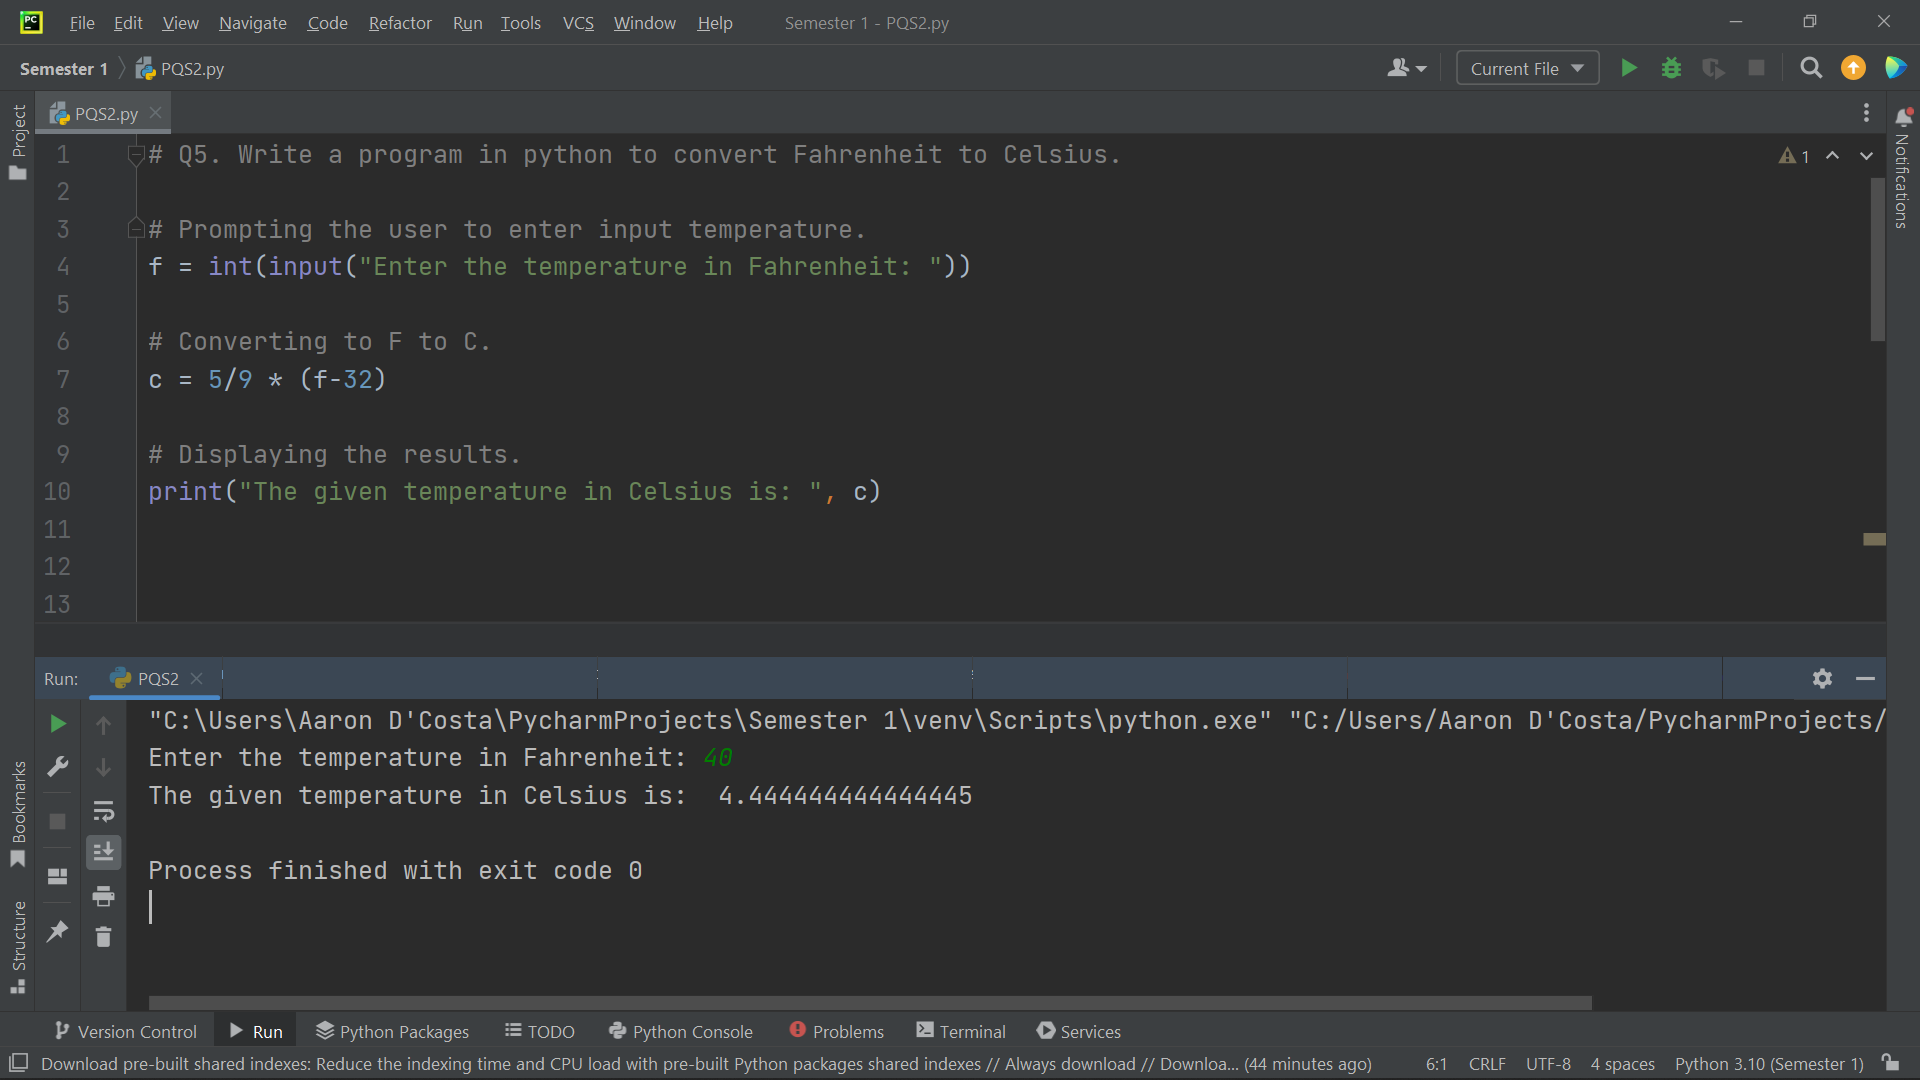 PC File Edit View Navigate Code Refactor Run Tools VCS Window Help Semester 1 - PQS2.py
Semester 1 PQS2.py Current File
Project
PQS2.py
Notifications
1 # Q5. Write a program in python to convert Fahrenheit to Celsius. 1
2
3 # Prompting the user to enter input temperature.
4 f = int(input("Enter the temperature in Fahrenheit: "))
5
6 # Converting to F to C.
7 c = 5/9 * (f-32)
8
9 # Displaying the results.
10 print("The given temperature in Celsius is: ", c)
11
12
13
Run: PQS2
"C:\Users\Aaron D'Costa\PycharmProjects\Semester 1\venv\Scripts\python.exe" "C:/Users/Aaron D'Costa/PycharmProjects/
Enter the temperature in Fahrenheit: 40
The given temperature in Celsius is:  4.444444444444445
Process finished with exit code 0
Bookmarks
Structure
Version Control Run Python Packages TODO Python Console Problems Terminal Services
Download pre-built shared indexes: Reduce the indexing time and CPU load with pre-built Python packages shared indexes // Always download // Downloa... (44 minutes ago) 6:1 CRLF UTF-8 4 spaces Python 3.10 (Semester 1)